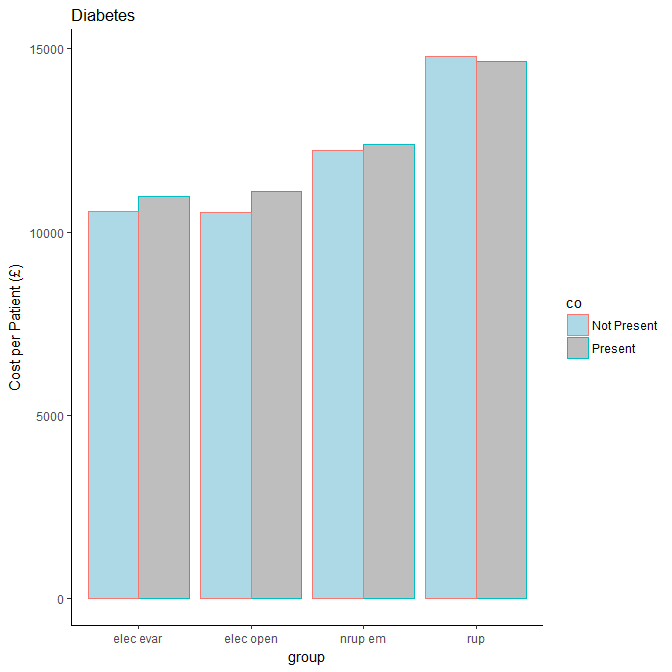 Diabetes
15000
10000
5000
0
Cost per Patient (£)
elec evar
elec open
nrup em
rup
group
co
Not Present
Present